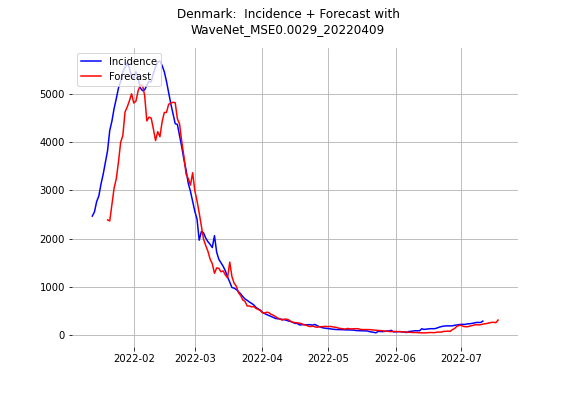 Denmark:  Incidence + Forecast with
WaveNet_MSE0.0029_20220409
Incidence
Forecast
5000
4000
3000
2000
1000
0
2022-02 2022-03 2022-04 2022-05 2022-06 2022-07